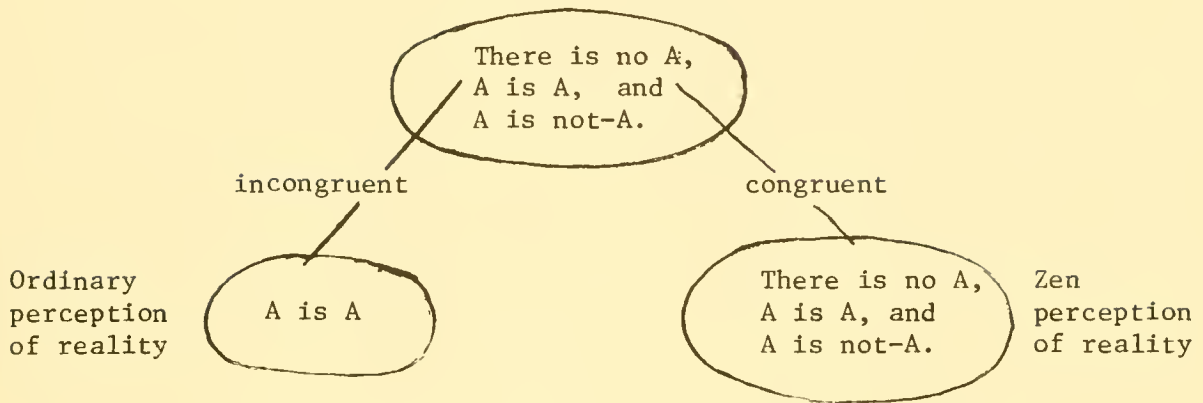 There is no A,
A is A, and
A is not-A.
incongruent
congruent
Ordinary
perception
of reality
A is A
There is no A,
A is A, and
A is not-A.
Zen
perception
of reality